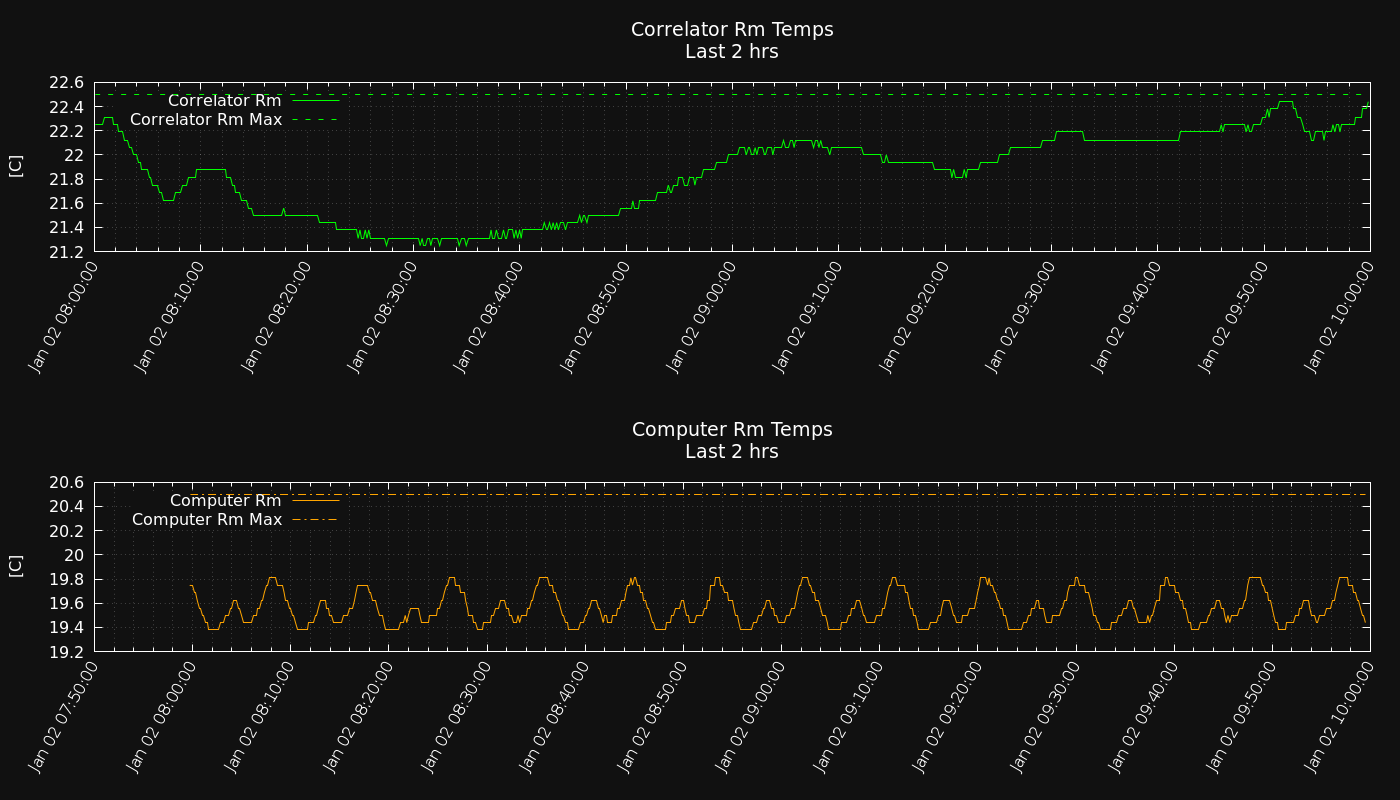 Correlator Rm Temps
Last 2 hrs
[C]
22.6
22.4
22.2
22
21.8
21.6
21.4
21.2
Correlator Rm
Correlator Rm Max
Jan 02 08:00:00
Jan 02 08:10:00
Jan 02 08:20:00
Jan 02 08:30:00
Jan 02 08:40:00
Jan 02 08:50:00
Jan 02 09:00:00
Jan 02 09:10:00
Jan 02 09:20:00
Jan 02 09:30:00
Jan 02 09:40:00
Jan 02 09:50:00
Jan 02 10:00:00
Computer Rm Temps
Last 2 hrs
[C]
20.6
20.4
20.2
20
19.8
19.6
19.4
19.2
Computer Rm
Computer Rm Max
Jan 02 07:50:00
Jan 02 08:00:00
Jan 02 08:10:00
Jan 02 08:20:00
Jan 02 08:30:00
Jan 02 08:40:00
Jan 02 08:50:00
Jan 02 09:00:00
Jan 02 09:10:00
Jan 02 09:20:00
Jan 02 09:30:00
Jan 02 09:40:00
Jan 02 09:50:00
Jan 02 10:00:00